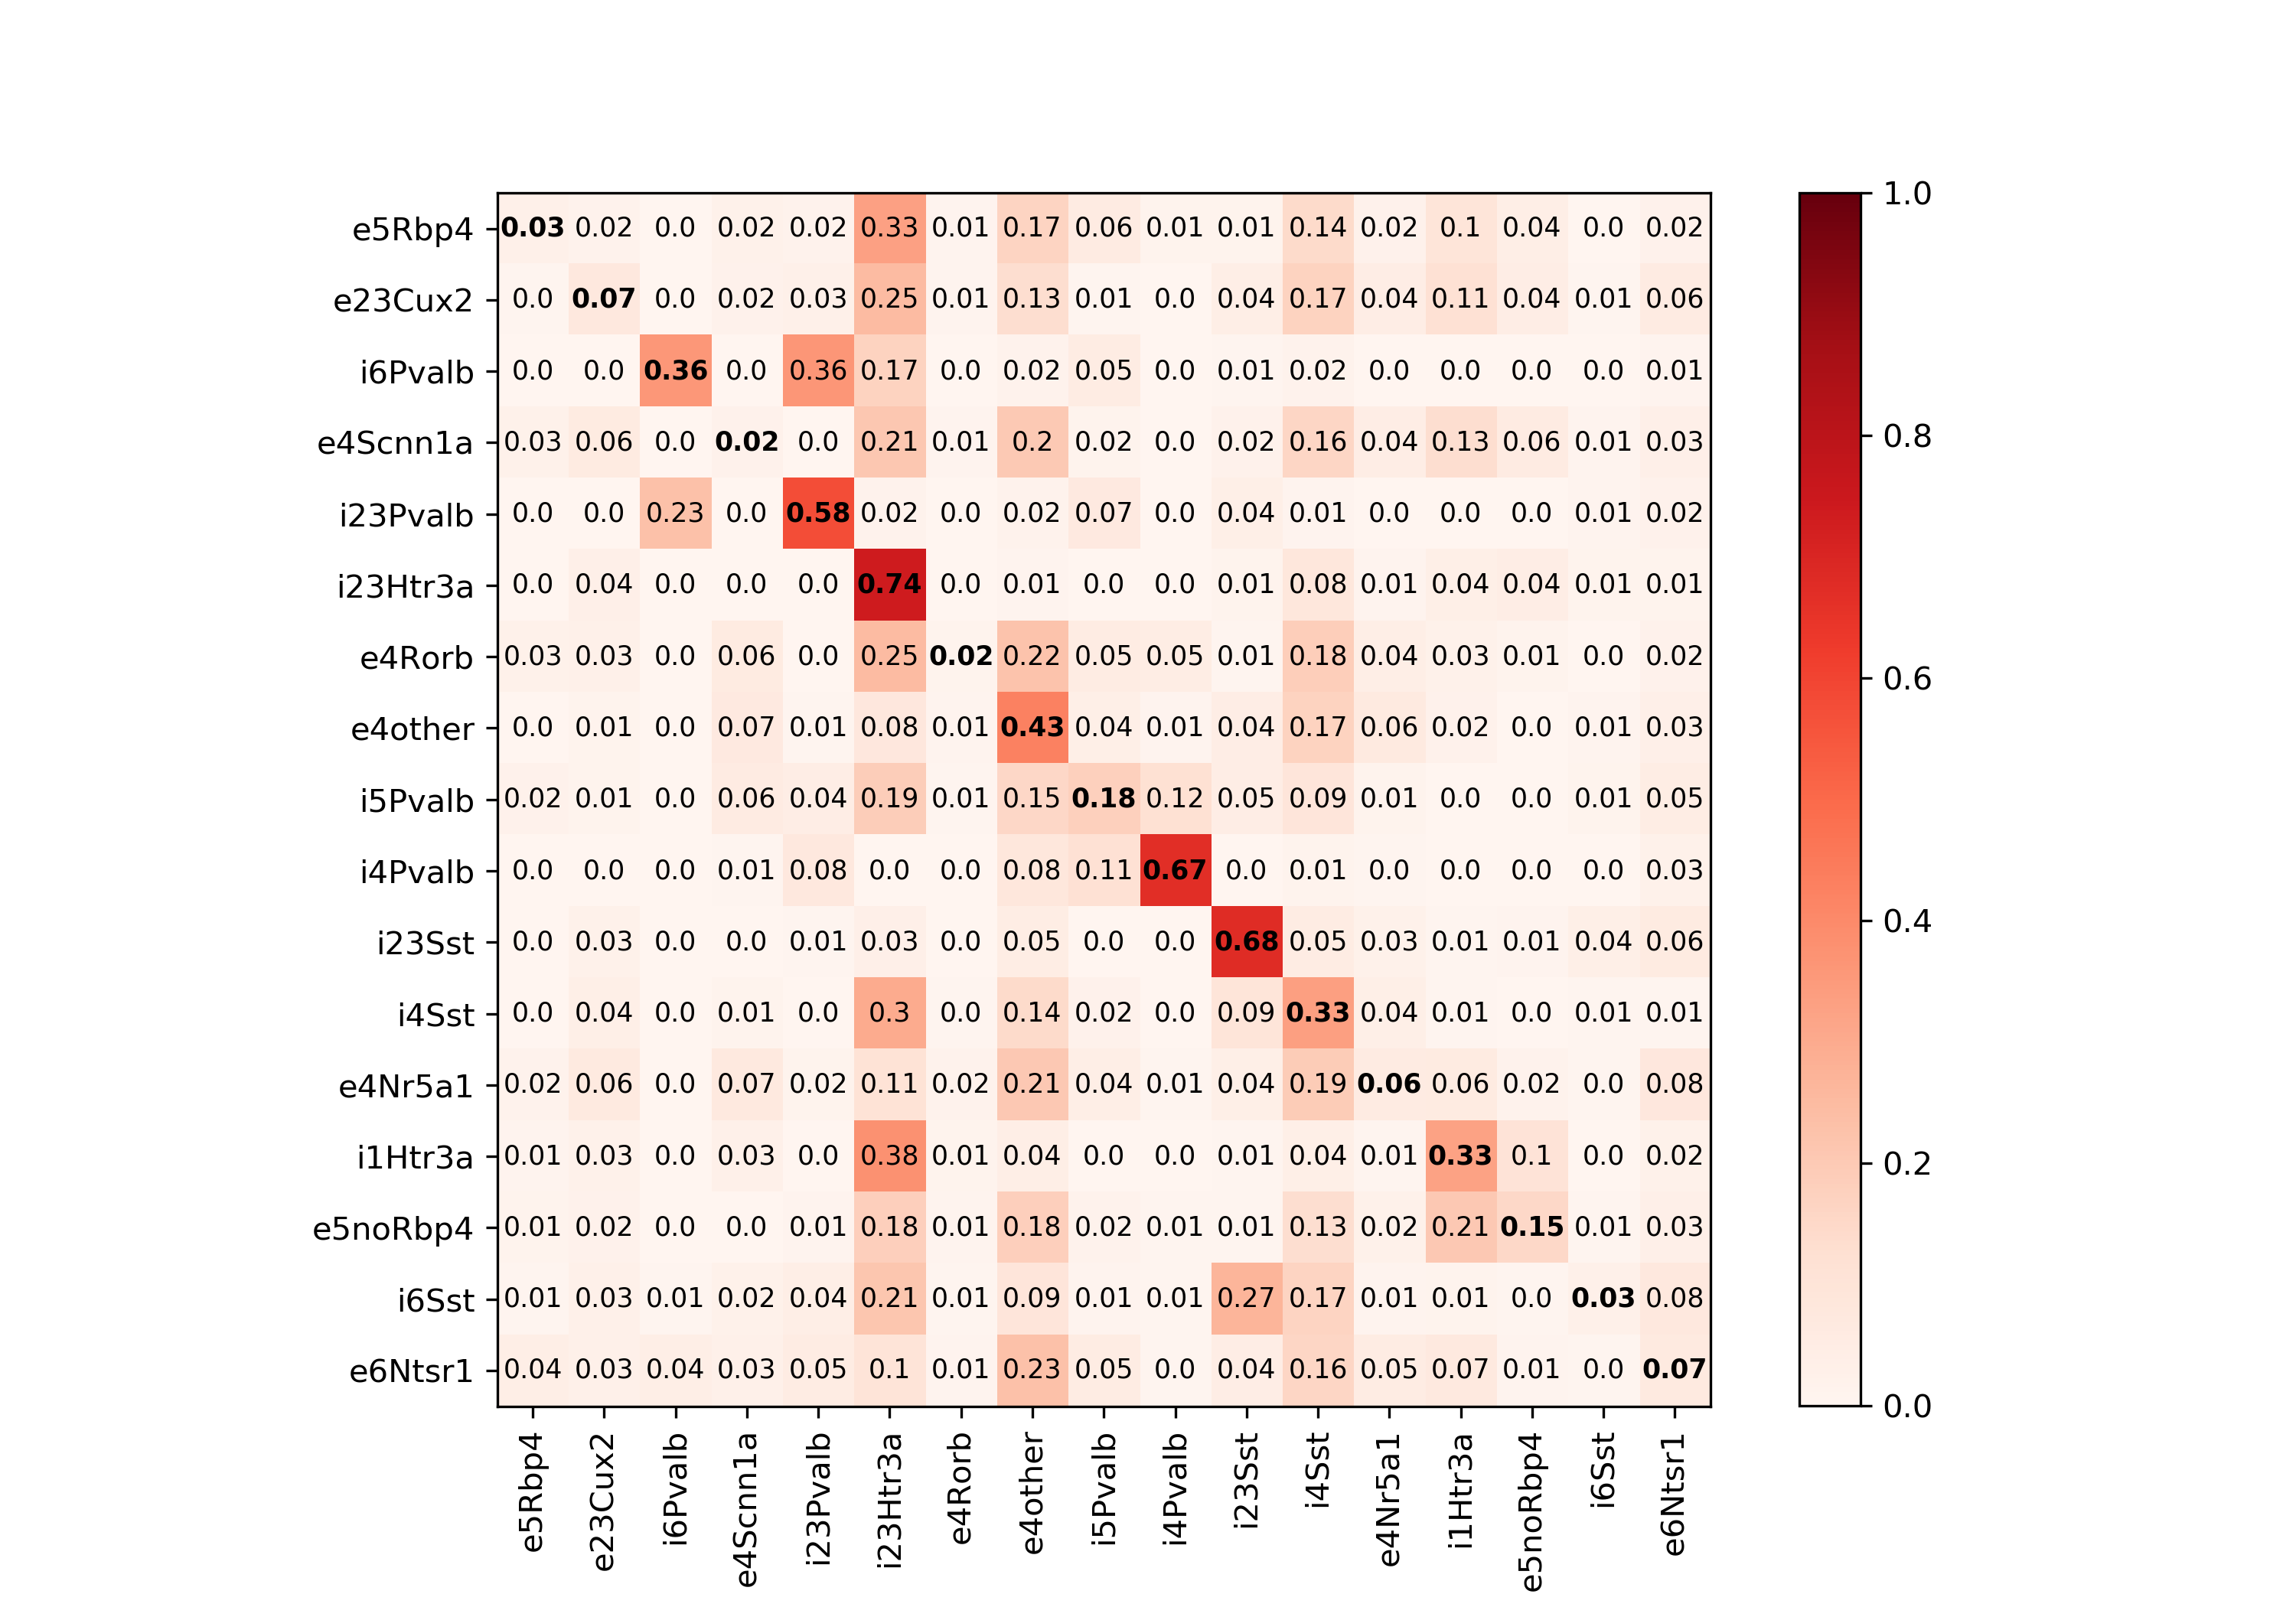 e5Rbp4 0.03 0.02 0.0 0.02 0.02 0.33 0.01 0.17 0.06 0.01 0.01 0.14 0.02 0.1 0.04 0.0 0.02
e23Cux2 0.0 0.07 0.0 0.02 0.03 0.25 0.01 0.13 0.01 0.0 0.04 0.17 0.04 0.11 0.04 0.01 0.06
i6Pvalb 0.0 0.0 0.36 0.0 0.36 0.17 0.0 0.02 0.05 0.0 0.01 0.02 0.0 0.0 0.0 0.0 0.01
e4Scnn1a 0.03 0.06 0.0 0.02 0.0 0.21 0.01 0.2 0.02 0.0 0.02 0.16 0.04 0.13 0.06 0.01 0.03
i23Pvalb 0.0 0.0 0.23 0.0 0.58 0.02 0.0 0.02 0.07 0.0 0.04 0.01 0.0 0.0 0.0 0.01 0.02
i23Htr3a 0.0 0.04 0.0 0.0 0.0 0.74 0.0 0.01 0.0 0.0 0.01 0.08 0.01 0.04 0.04 0.01 0.01
e4Rorb 0.03 0.03 0.0 0.06 0.0 0.25 0.02 0.22 0.05 0.05 0.01 0.18 0.04 0.03 0.01 0.0 0.02
e4other 0.0 0.01 0.0 0.07 0.01 0.08 0.01 0.43 0.04 0.01 0.04 0.17 0.06 0.02 0.0 0.01 0.03
i5Pvalb 0.02 0.01 0.0 0.06 0.04 0.19 0.01 0.15 0.18 0.12 0.05 0.09 0.01 0.0 0.0 0.01 0.05
i4Pvalb 0.0 0.0 0.0 0.01 0.08 0.0 0.0 0.08 0.11 0.67 0.0 0.01 0.0 0.0 0.0 0.0 0.03
i23Sst 0.0 0.03 0.0 0.0 0.01 0.03 0.0 0.05 0.0 0.0 0.68 0.05 0.03 0.01 0.01 0.04 0.06
i4Sst 0.0 0.04 0.0 0.01 0.0 0.3 0.0 0.14 0.02 0.0 0.09 0.33 0.04 0.01 0.0 0.01 0.01
e4Nr5a1 0.02 0.06 0.0 0.07 0.02 0.11 0.02 0.21 0.04 0.01 0.04 0.19 0.06 0.06 0.02 0.0 0.08
i1Htr3a 0.01 0.03 0.0 0.03 0.0 0.38 0.01 0.04 0.0 0.0 0.01 0.04 0.01 0.33 0.1 0.0 0.02
e5noRbp4 0.01 0.02 0.0 0.0 0.01 0.18 0.01 0.18 0.02 0.01 0.01 0.13 0.02 0.21 0.15 0.01 0.03
i6Sst 0.01 0.03 0.01 0.02 0.04 0.21 0.01 0.09 0.01 0.01 0.27 0.17 0.01 0.01 0.0 0.03 0.08
e6Ntsr1 0.04 0.03 0.04 0.03 0.05 0.1 0.01 0.23 0.05 0.0 0.04 0.16 0.05 0.07 0.01 0.0 0.07
e5Rbp4 e23Cux2 i6Pvalb e4Scnn1a i23Pvalb i23Htr3a e4Rorb e4other i5Pvalb i4Pvalb i23Sst i4Sst e4Nr5a1 i1Htr3a e5noRbp4 i6Sst e6Ntsr1
1.0
0.8
0.6
0.4
0.2
0.0